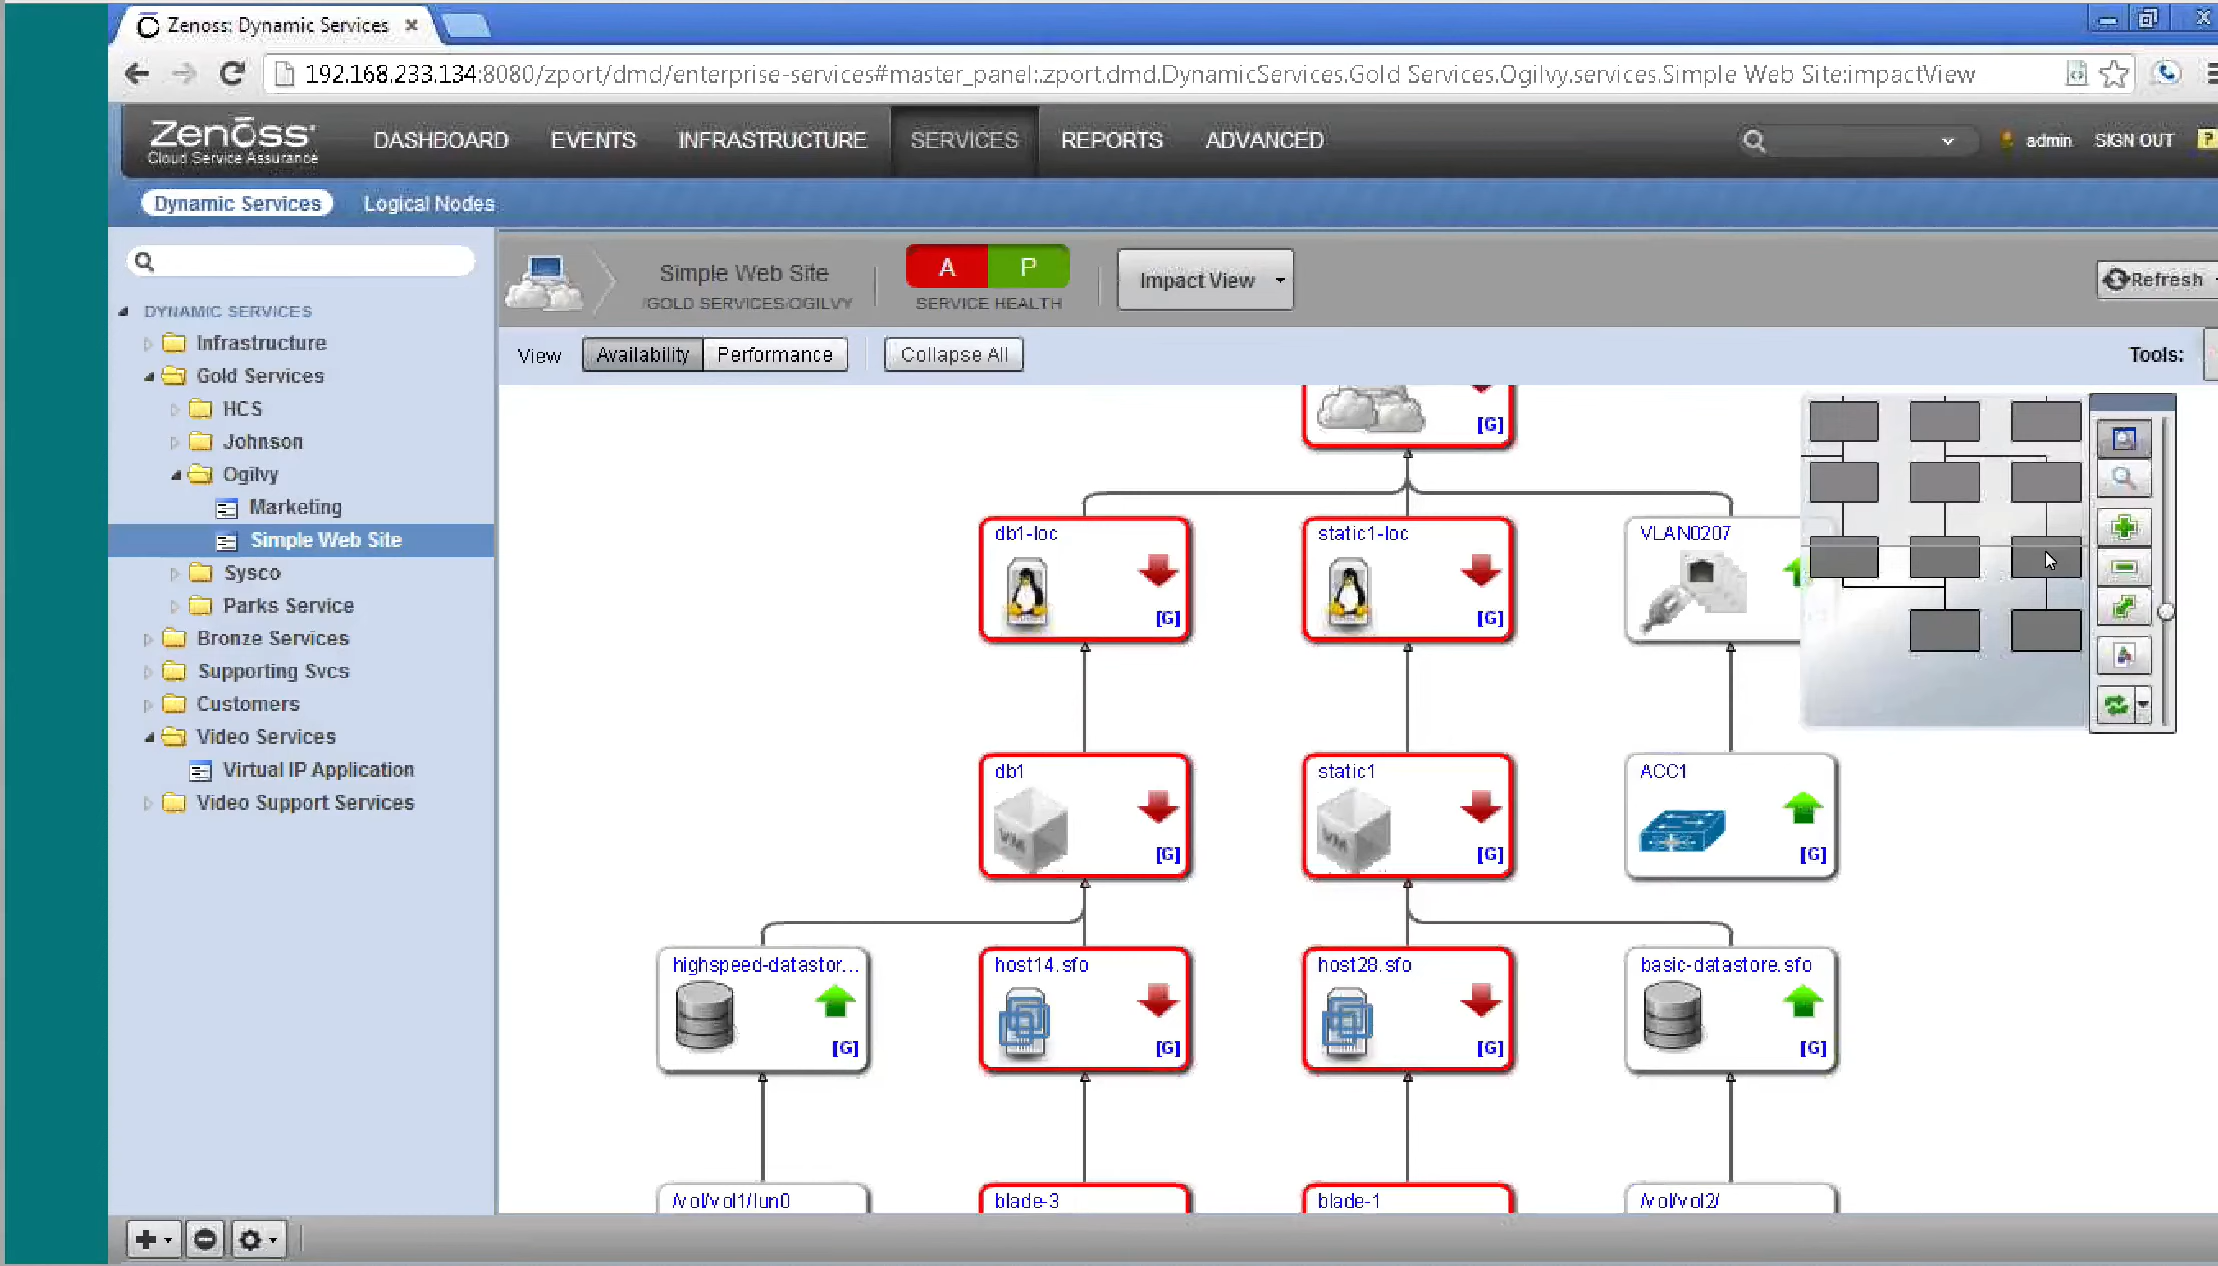 Zenoss: Dynamic Services
192.168.233.134:8080/zport/dmd/enterprise-services#master_panel:.zport.dmd.DynamicServices.Gold Services.Ogilvy.services.Simple Web Site:impactView
Zenoss
Cloud Service Assurance
DASHBOARD EVENTS INFRASTRUCTURE SERVICES REPORTS ADVANCED
admin SIGN OUT ?
Dynamic Services Logical Nodes
Simple Web Site
/GOLD SERVICES/OGILVY
A P
SERVICE HEALTH
Impact View
Refresh
View Availability Performance Collapse All
Tools:
DYNAMIC SERVICES
Infrastructure
Gold Services
HCS
Johnson
Ogilvy
Marketing
Simple Web Site
Sysco
Parks Service
Bronze Services
Supporting Svcs
Customers
Video Services
Virtual IP Application
Video Support Services
[G]
db1-loc
[G]
static1-loc
[G]
VLAN0207
db1
VM
[G]
static1
VM
[G]
ACC1
[G]
highspeed-datastor...
[G]
host14.sfo
[G]
host28.sfo
[G]
basic-datastore.sfo
[G]
/vol/vol1/lun0
blade-3
blade-1
/vol/vol2/